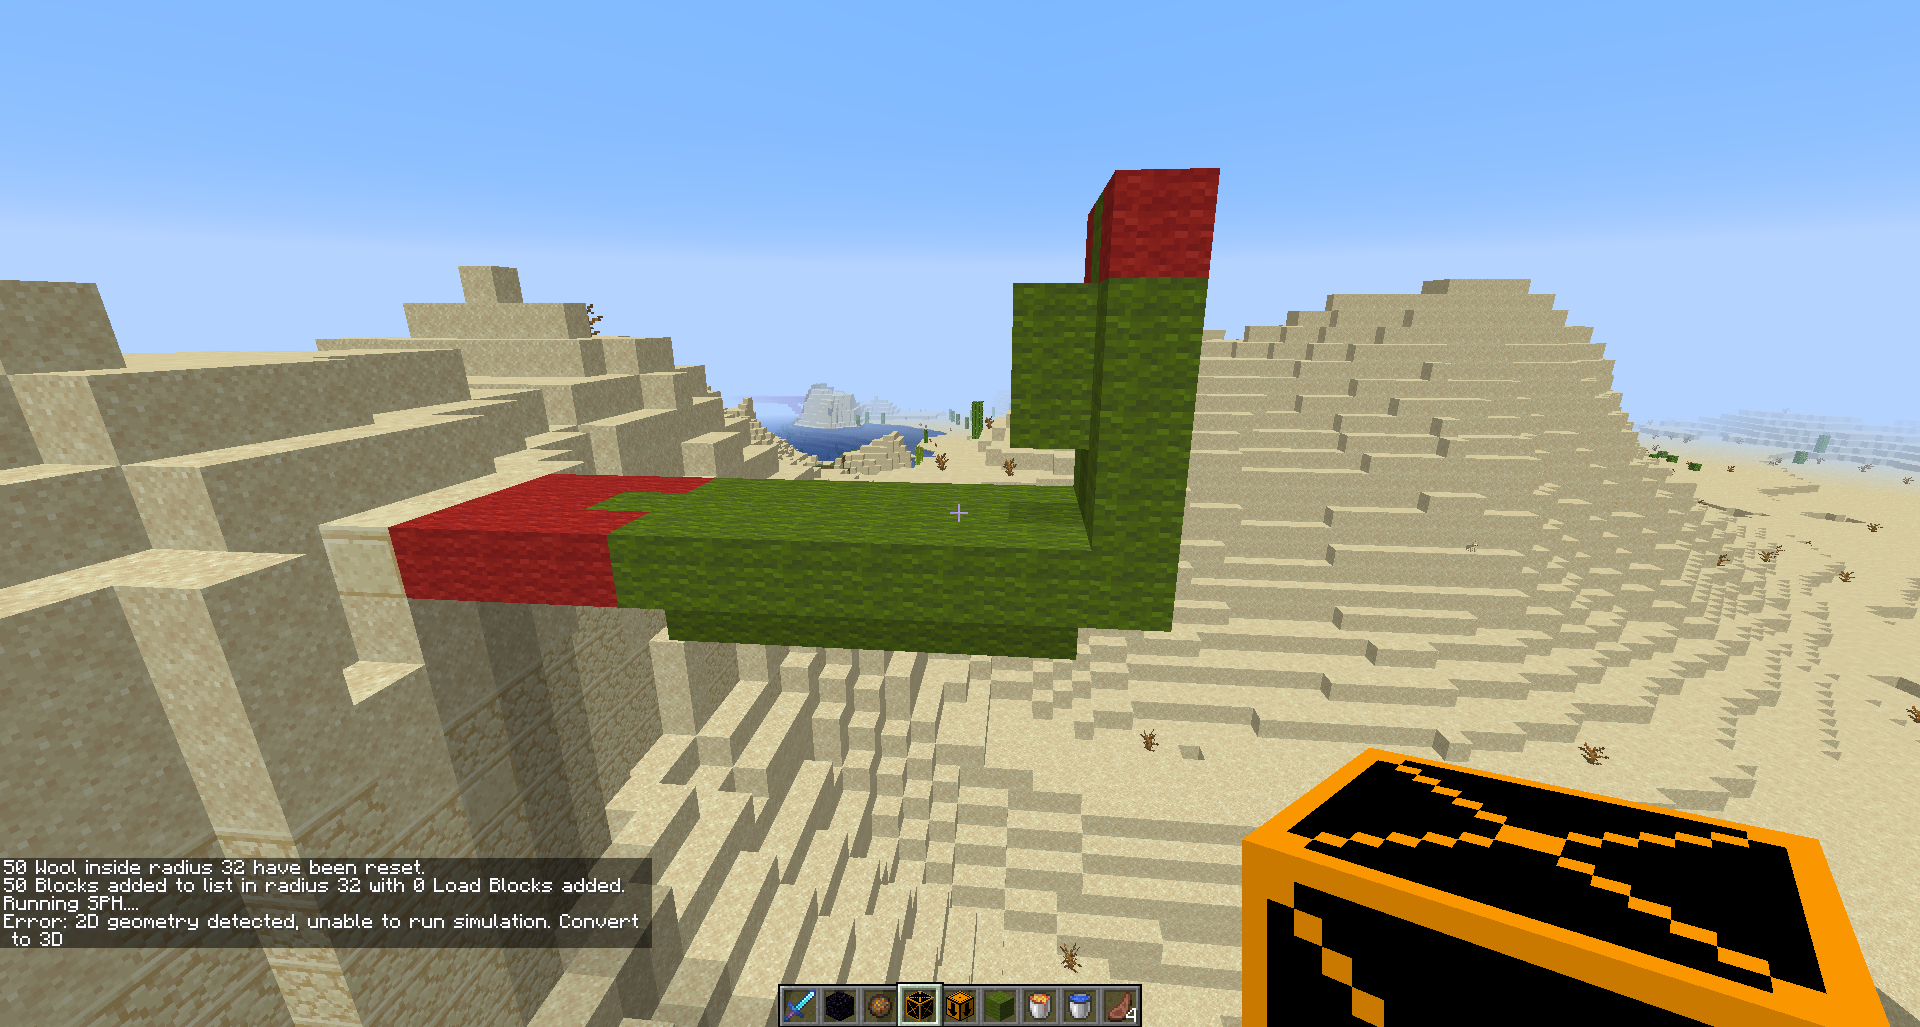 50 Wool inside radius 32 have been reset.
50 Blocks added to list in radius 32 with 0 Load Blocks added.
Running SPH....
Error: 2D geometry detected, unable to run simulation. Convert
to 3D
4